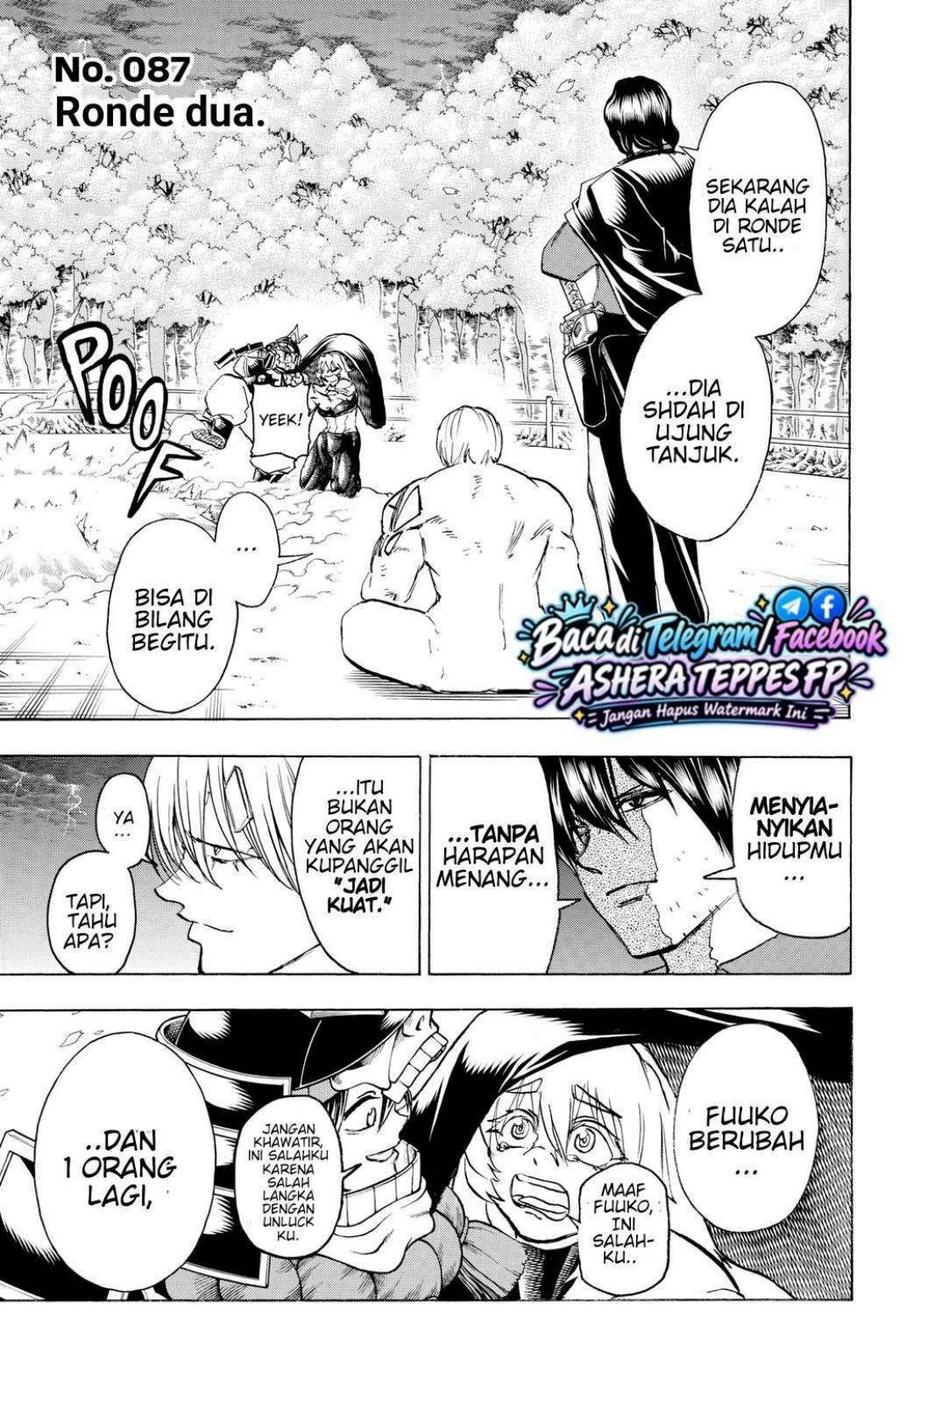 No. 087
Ronde dua.
SEKARANG
DIA KALAH
DI RONDE
SATU..
...DIA
SHDAH DI
UJUNG
TANJUK.
POOF
YEEK!
...
BISA DI
BILANG
BEGITU.
Baca di Telegram/Facebook
ASHERA TEPPES FP
Jangan Hapus Watermark Ini
MENYIA-
NYIKAN
HIDUPMU
...
...TANPA
HARAPAN
MENANG...
...ITU
BUKAN
ORANG
YANG AKAN
KUPANGGIL
"JADI
KUAT."
YA
...
TAPI,
TAHU
APA?
FUUKO
BERUBAH
...
MAAF
FUUKO,
INI
SALAH-
KU..
JANGAN
KHAWATIR,
INI SALAHKU
KARENA
SALAH
LANGKA
DENGAN
UNLUCK
KU.
..DAN
1 ORANG
LAGI,